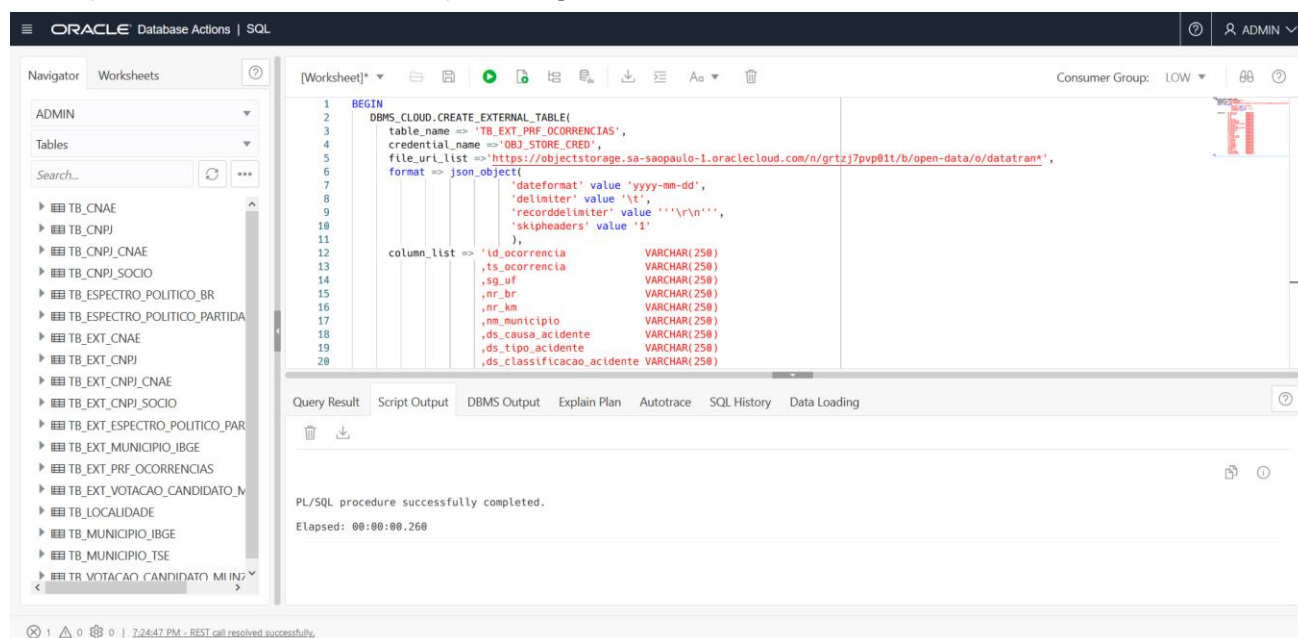 ORACLE Database Actions | SQL
ADMIN
Navigator Worksheets
[Worksheet]*
Aa
Consumer Group: LOW
ADMIN
Tables
Search...
TB_CNAE
TB_CNPJ
TB_CNPJ_CNAE
TB_CNPJ_SOCIO
TB_ESPECTRO_POLITICO_BR
TB_ESPECTRO_POLITICO_PARTIDA
TB_EXT_CNAE
TB_EXT_CNPJ
TB_EXT_CNPJ_CNAE
TB_EXT_CNPJ_SOCIO
TB_EXT_ESPECTRO_POLITICO_PAR
TB_EXT_MUNICIPIO_IBGE
TB_EXT_PRF_OCORRENCIAS
TB_EXT_VOTACAO_CANDIDATO_M
TB_LOCALIDADE
TB_MUNICIPIO_IBGE
TB_MUNICIPIO_TSE
TB_VOTACAO_CANDIDATO_MUNZ
1 BEGIN
2 DBMS_CLOUD.CREATE_EXTERNAL_TABLE(
3 table_name => 'TB_EXT_PRF_OCORRENCIAS',
4 credential_name =>'OBJ_STORE_CRED',
5 file_uri_list =>'https://objectstorage.sa-saopaulo-1.oraclecloud.com/n/grtzj7pvp01t/b/open-data/o/datatran*',
6 format => json_object(
7 'dateformat' value 'yyyy-mm-dd',
8 'delimiter' value '\t',
9 'recorddelimiter' value '''\r\n''',
10 'skipheaders' value '1'
11 ),
12 column_list => 'id_ocorrencia VARCHAR(250)
13 ,ts_ocorrencia VARCHAR(250)
14 ,sg_uf VARCHAR(250)
15 ,nr_br VARCHAR(250)
16 ,nr_km VARCHAR(250)
17 ,nm_municipio VARCHAR(250)
18 ,ds_causa_acidente VARCHAR(250)
19 ,ds_tipo_acidente VARCHAR(250)
20 ,ds_classificacao_acidente VARCHAR(250)
Query Result Script Output DBMS Output Explain Plan Autotrace SQL History Data Loading
PL/SQL procedure successfully completed.
Elapsed: 00:00:00.260
1 0 0 | 7:24:47 PM - REST call resolved successfully.